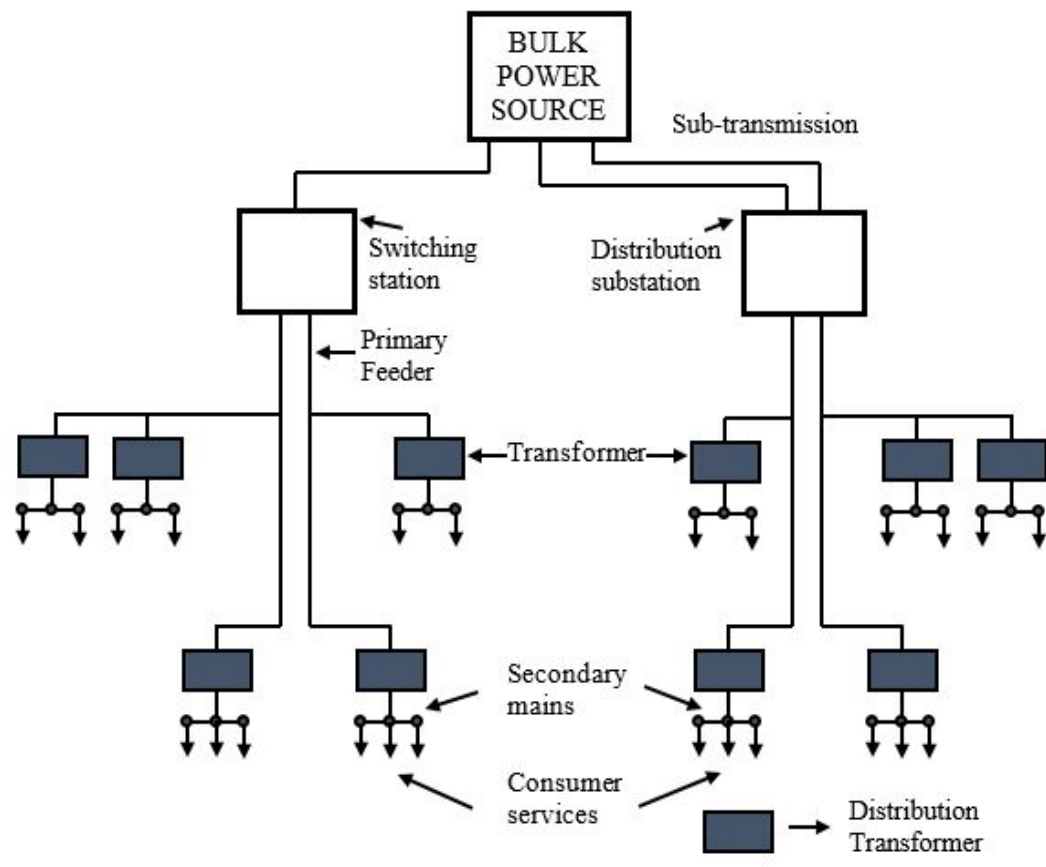 BULK
POWER
SOURCE
Sub-transmission
Switching
station
Distribution
substation
Primary
Feeder
Transformer
Secondary
mains
Consumer
services
Distribution
Transformer